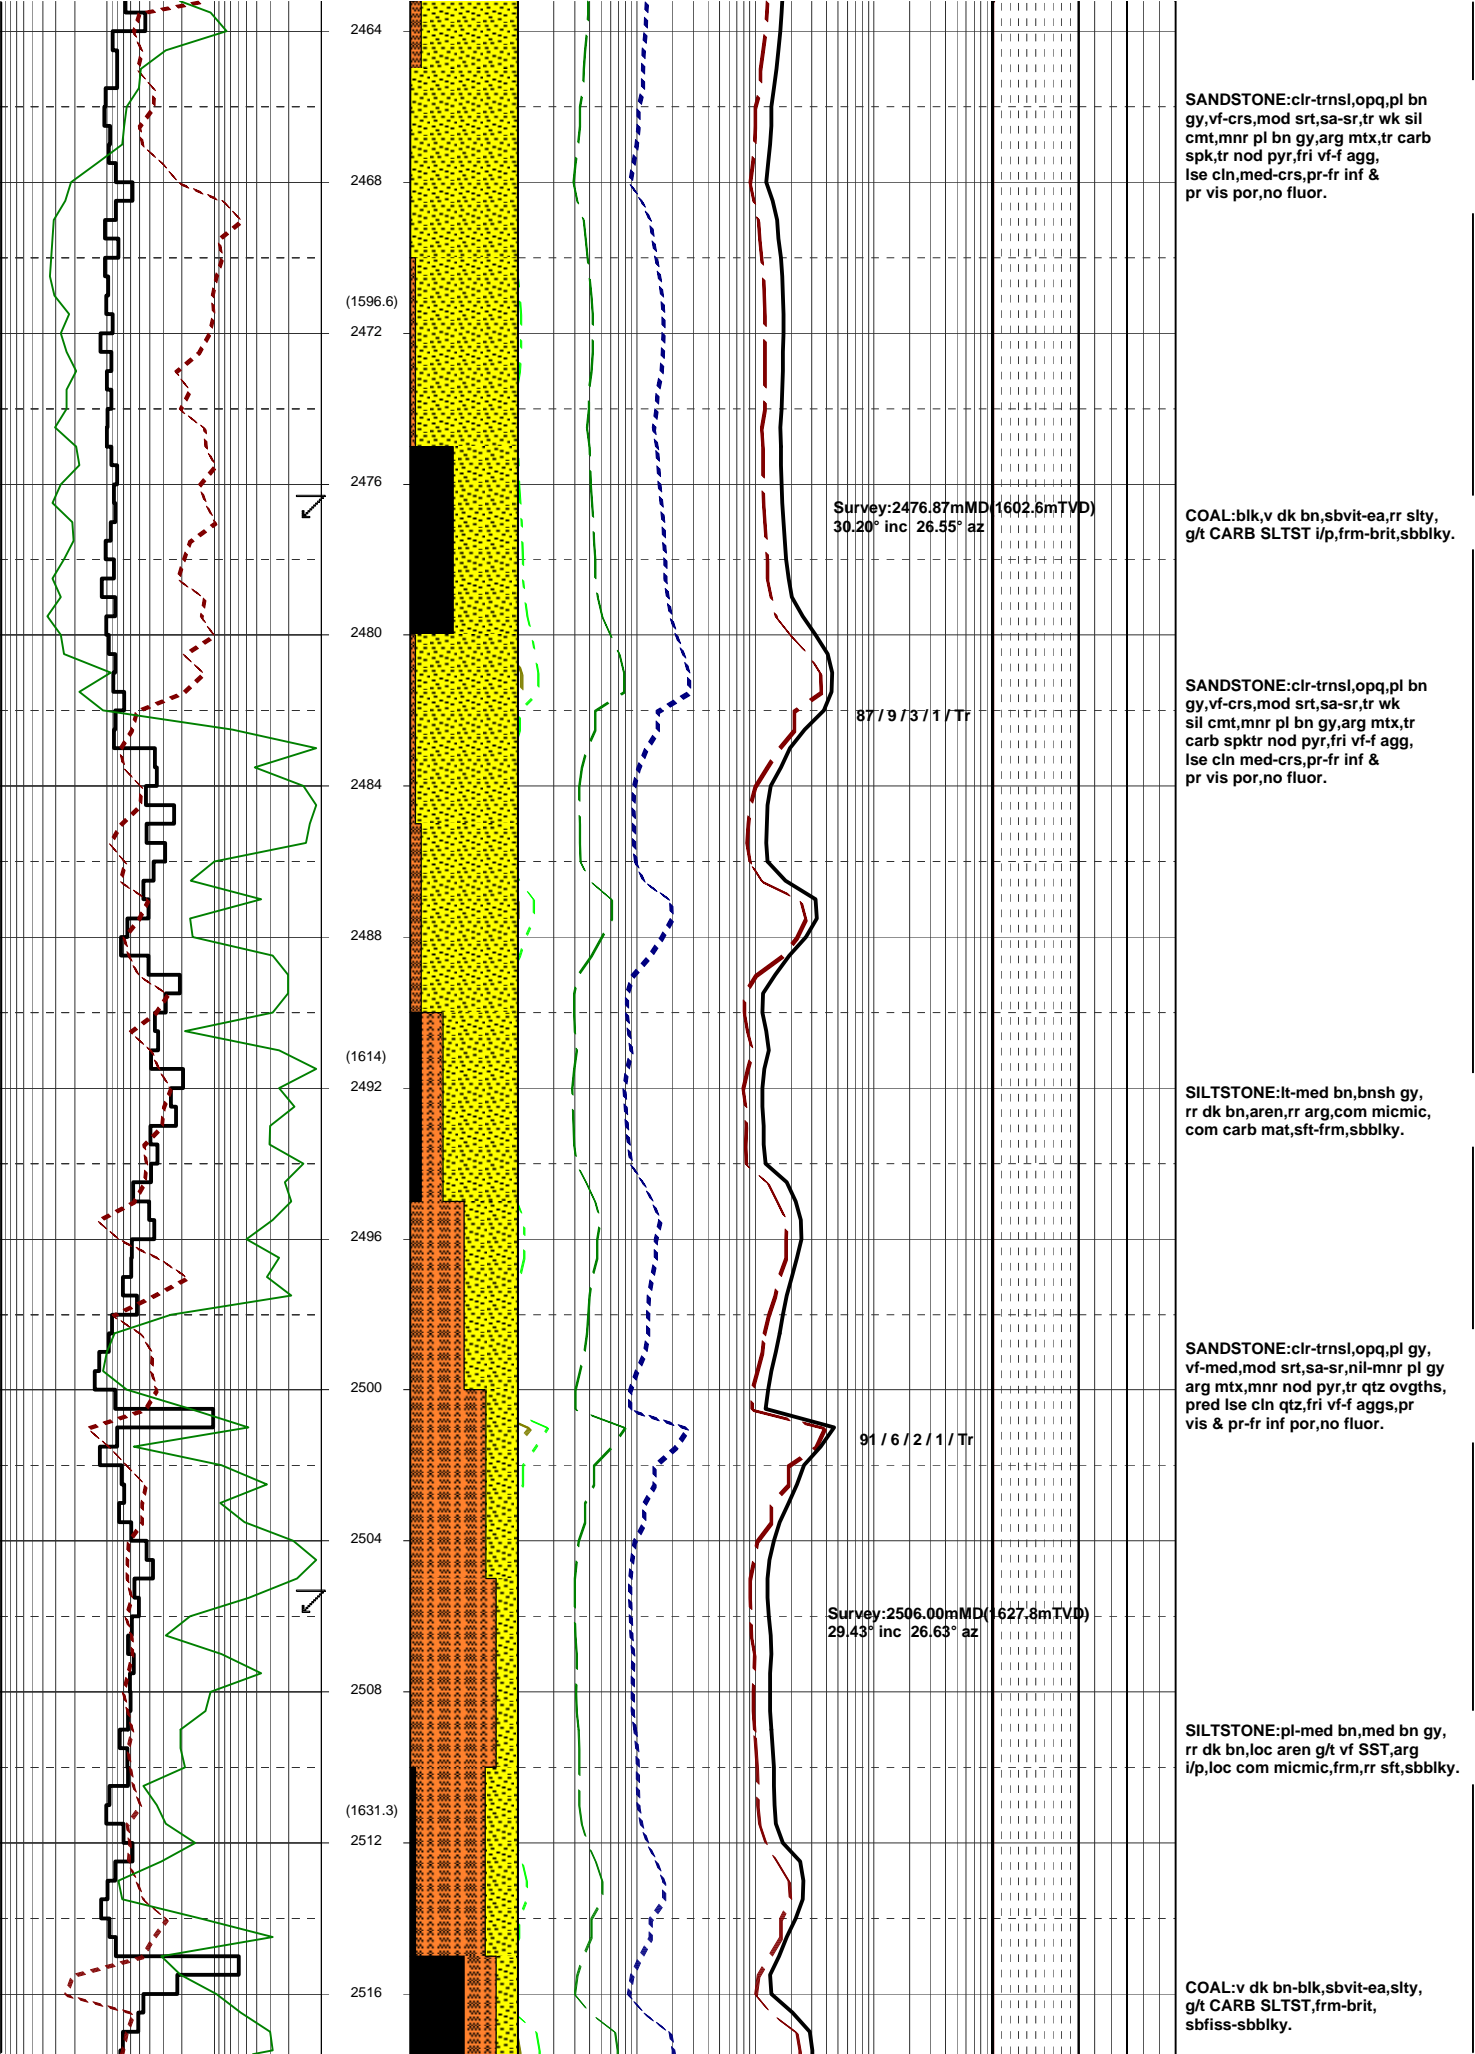 2464
SANDSTONE:clr-trnsl,opq,pl bn
gy,vf-crs,mod srt,sa-sr,tr wk sil
cmt,mnr pl bn gy,arg mtx,tr carb
spk,tr nod pyr,fri vf-f agg,
lse cln,med-crs,pr-fr inf &
pr vis por,no fluor.
2468
(1596.6)
2472
2476
Survey:2476.87mMD(1602.6mTVD)
30.20° inc 26.55° az
COAL:blk,v dk bn,sbvit-ea,rr slty,
g/t CARB SLTST i/p,frm-brit,sbblky.
2480
SANDSTONE:clr-trnsl,opq,pl bn
gy,vf-crs,mod srt,sa-sr,tr wk
sil cmt,mnr pl bn gy,arg mtx,tr
carb spktr nod pyr,fri vf-f agg,
lse cln med-crs,pr-fr inf &
pr vis por,no fluor.
87 / 9 / 3 / 1 / Tr
2484
2488
(1614)
2492
SILTSTONE:lt-med bn,bnsh gy,
rr dk bn,aren,rr arg,com micmic,
com carb mat,sft-frm,sbblky.
2496
SANDSTONE:clr-trnsl,opq,pl gy,
vf-med,mod srt,sa-sr,nil-mnr pl gy
arg mtx,mnr nod pyr,tr qtz ovgths,
pred lse cln qtz,fri vf-f aggs,pr
vis & pr-fr inf por,no fluor.
2500
91 / 6 / 2 / 1 / Tr
2504
Survey:2506.00mMD(1627.8mTVD)
29.43° inc 26.63° az
2508
SILTSTONE:pl-med bn,med bn gy,
rr dk bn,loc aren g/t vf SST,arg
i/p,loc com micmic,frm,rr sft,sbblky.
(1631.3)
2512
2516
COAL:v dk bn-blk,sbvit-ea,slty,
g/t CARB SLTST,frm-brit,
sbfiss-sbblky.